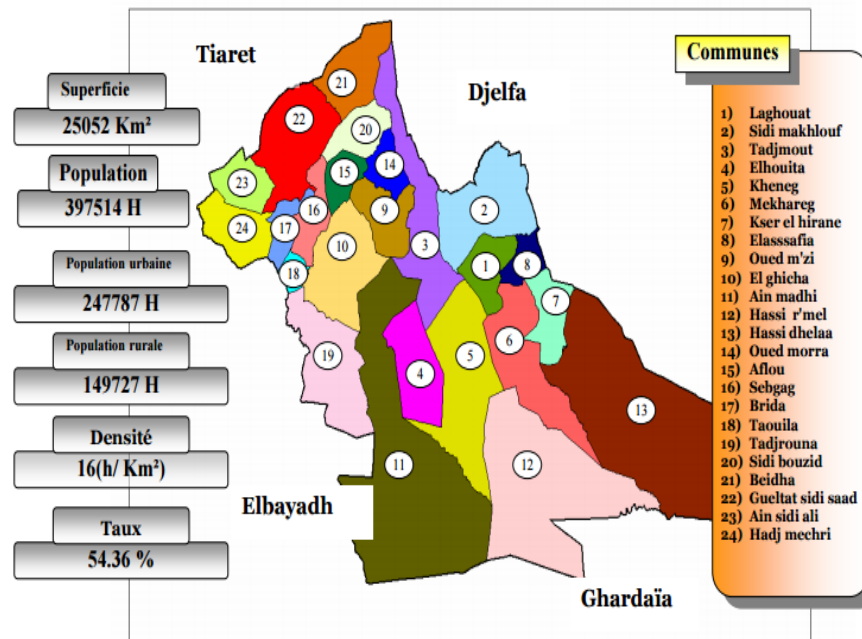 Tiaret
Djelfa
Elbayadh
Ghardaïa
Superficie
25052 Km²
Population
397514 H
Population urbaine
247787 H
Population rurale
149727 H
Densité
16(h/ Km²)
Taux
54.36 %
21
22
20
14
15
23
16
9
2
24
17
10
3
1
8
18
7
19
4
5
6
13
11
12
Communes
1) Laghouat
2) Sidi makhlouf
3) Tadjmout
4) Elhouita
5) Kheneg
6) Mekhareg
7) Kser el hirane
8) Elasssafia
9) Oued m'zi
10) El ghicha
11) Ain madhi
12) Hassi r'mel
13) Hassi dhelaa
14) Oued morra
15) Aflou
16) Sebgag
17) Brida
18) Taouila
19) Tadjrouna
20) Sidi bouzid
21) Beidha
22) Gueltat sidi saad
23) Ain sidi ali
24) Hadj mechri